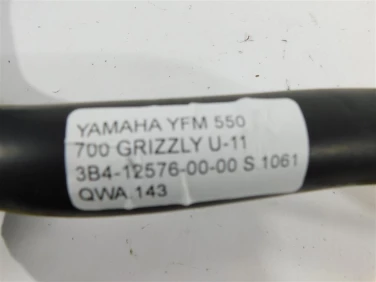 YAMAHA YFM 550
700 GRIZZLY U-11
3B4-12576-00-00 S 1061
QWA 143